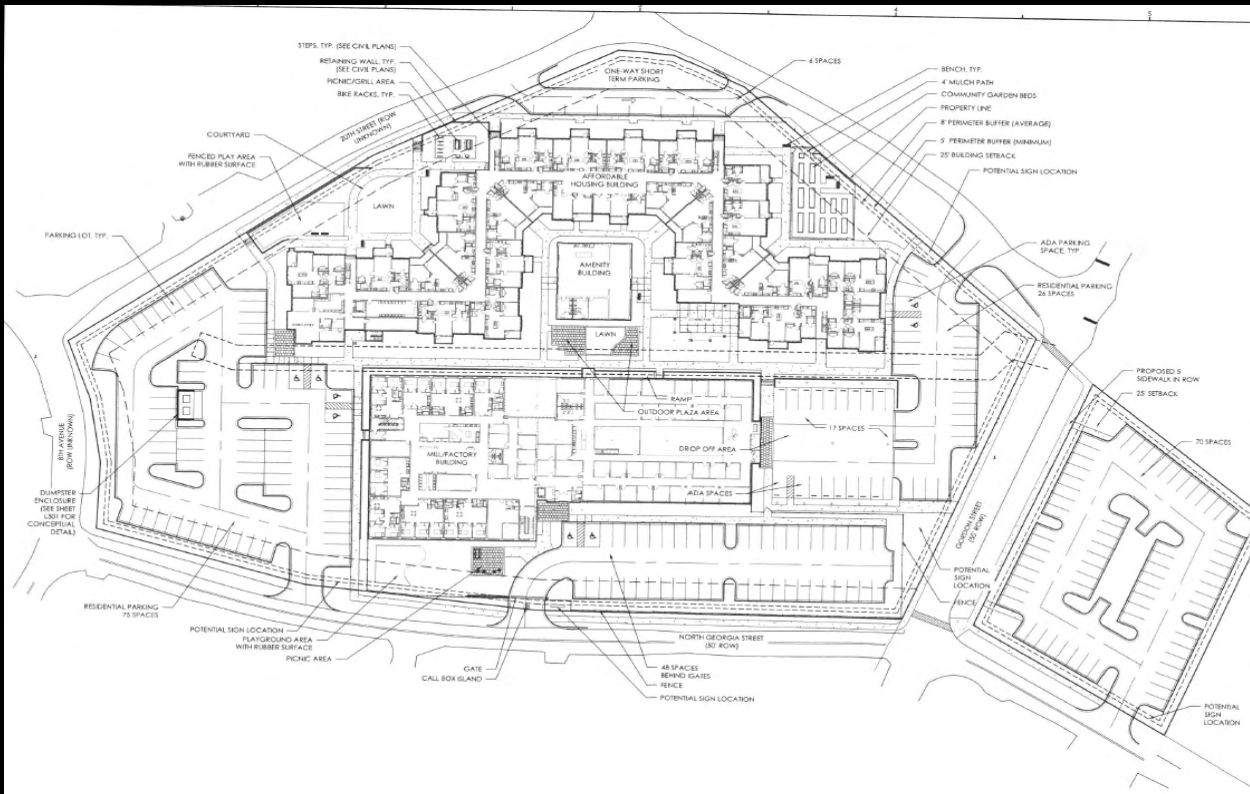 4
5
STEPS, TYP. (SEE CIVIL PLANS)
RETAINING WALL, TYP.
(SEE CIVIL PLANS)
PICNIC/GRILL AREA
BIKE RACKS, TYP.
COURTYARD
FENCED PLAY AREA
WITH RUBBER SURFACE
PARKING LOT, TYP.
20TH STREET (ROW
UNKNOWN)
ONE-WAY SHORT
TERM PARKING
6 SPACES
BENCH, TYP.
4' MULCH PATH
COMMUNITY GARDEN BEDS
PROPERTY LINE
8' PERIMETER BUFFER (AVERAGE)
5' PERIMETER BUFFER (MINIMUM)
25' BUILDING SETBACK
POTENTIAL SIGN LOCATION
ADA PARKING
SPACE, TYP.
RESIDENTIAL PARKING
26 SPACES
LAWN
AFFORDABLE
HOUSING BUILDING
AMENITY
BUILDING
LAWN
RAMP
OUTDOOR PLAZA AREA
MILL/FACTORY
BUILDING
DROP OFF AREA
17 SPACES
ADA SPACES
PROPOSED 5'
SIDEWALK IN ROW
25' SETBACK
70 SPACES
8TH AVENUE
(ROW UNKNOWN)
DUMPSTER
ENCLOSURE
(SEE SHEET
L301 FOR
CONCEPTUAL
DETAIL)
RESIDENTIAL PARKING
75 SPACES
POTENTIAL SIGN LOCATION
PLAYGROUND AREA
WITH RUBBER SURFACE
PICNIC AREA
GATE
CALL BOX ISLAND
48 SPACES
BEHIND GATES
FENCE
POTENTIAL SIGN LOCATION
NORTH GEORGIA STREET
(50' ROW)
GORDON STREET
(50' ROW)
POTENTIAL
SIGN
LOCATION
FENCE
POTENTIAL
SIGN
LOCATION